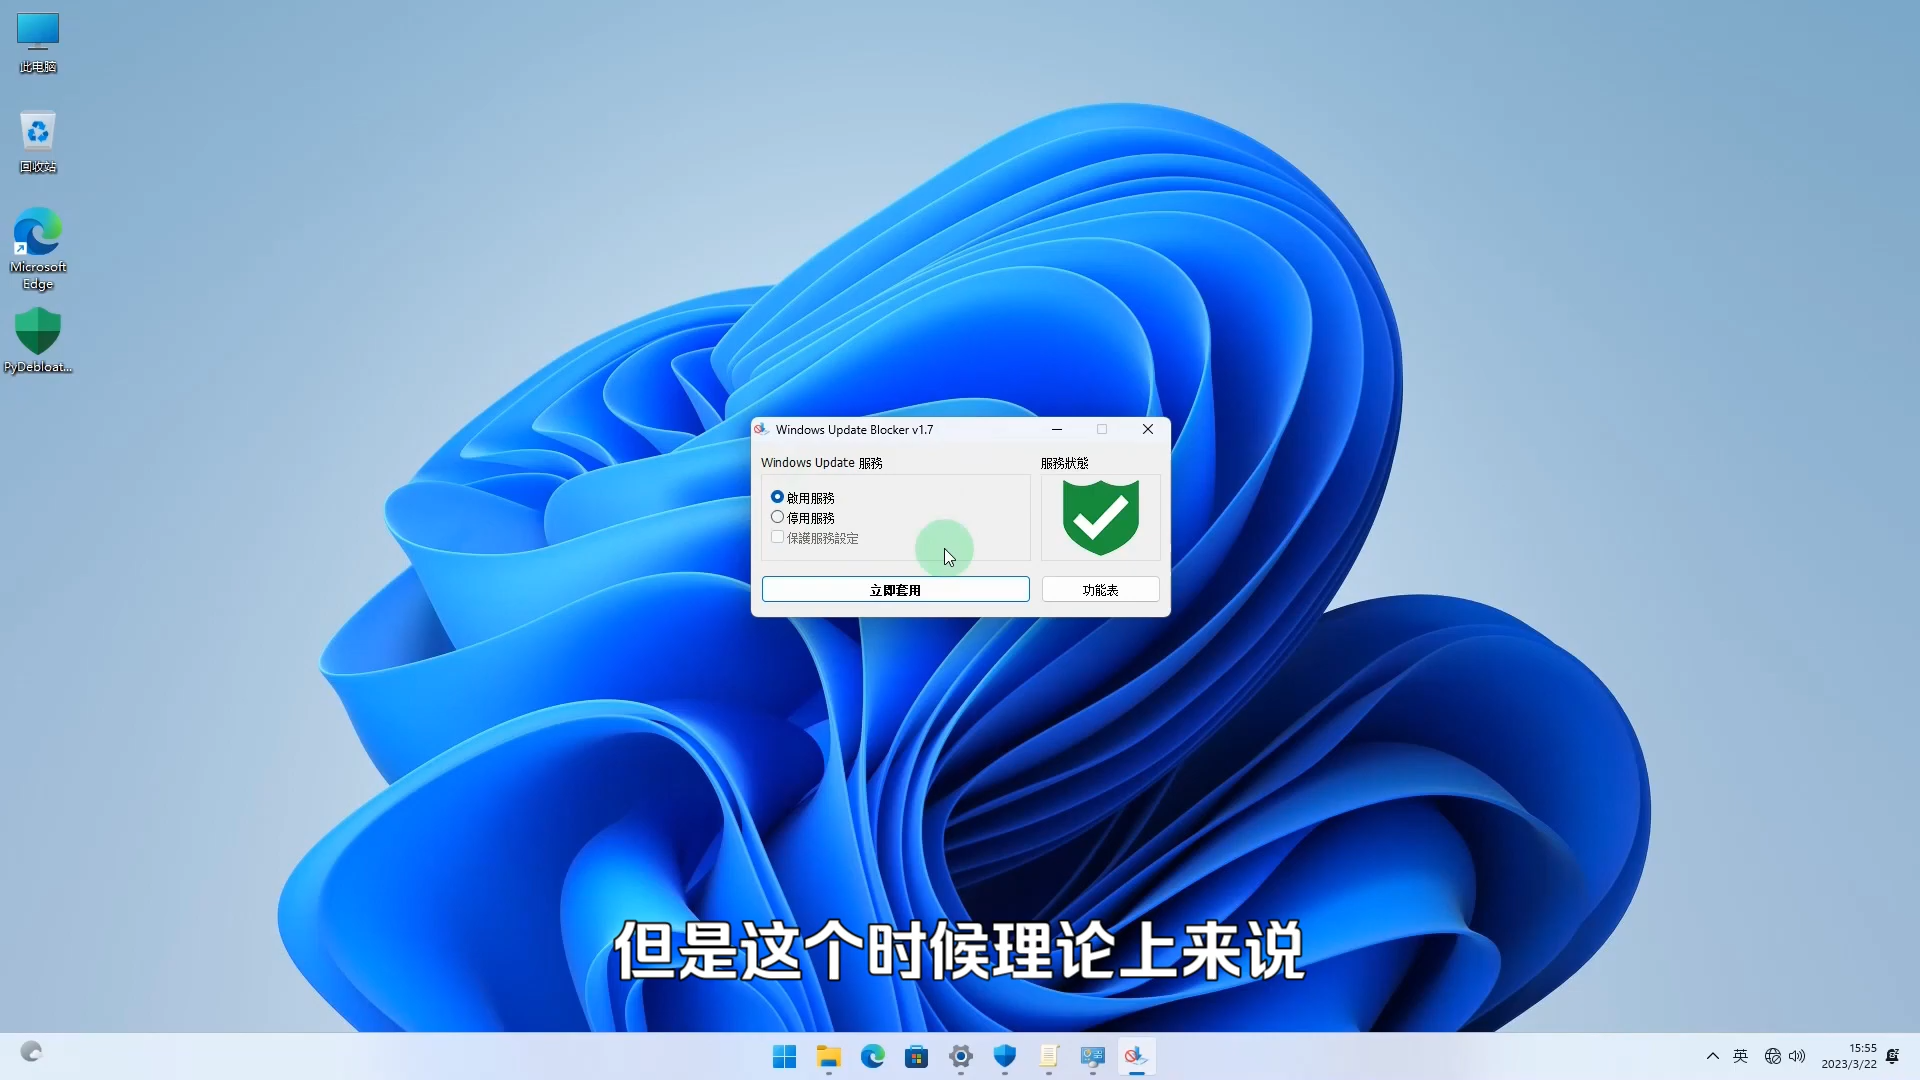 此电脑
回收站
Microsoft
Edge
PyDebloat...
Windows Update Blocker v1.7
Windows Update 服務
服務狀態
啟用服務
停用服務
保護服務設定
立即套用
功能表
但是这个时候理论上来说
英
15:55
2023/3/22